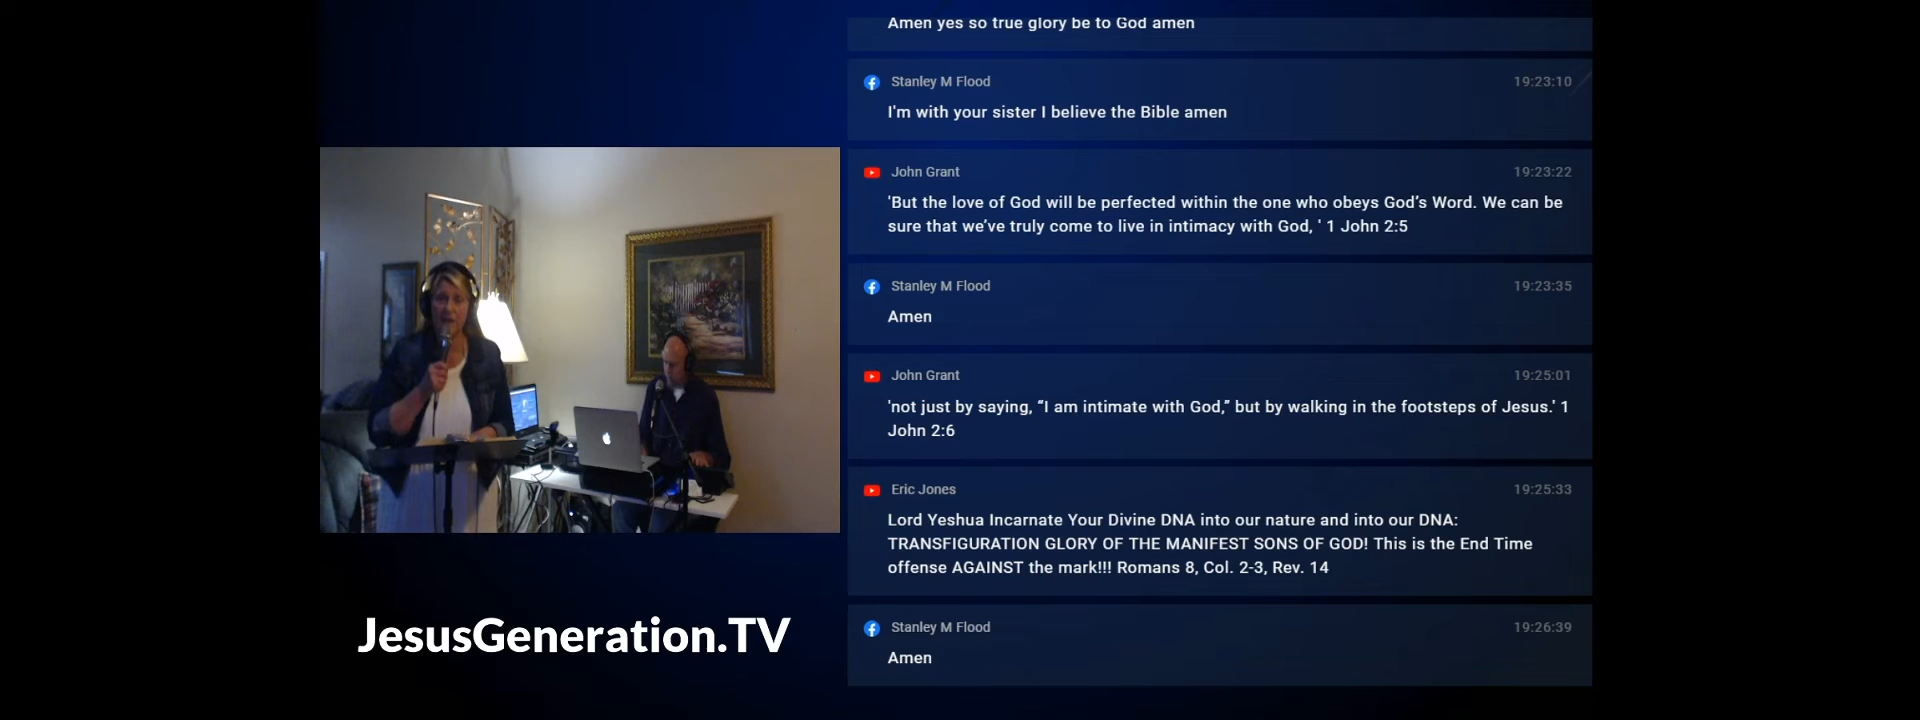 Amen yes so true glory be to God amen
Stanley M Flood 19:23:10
I'm with your sister I believe the Bible amen
John Grant 19:23:22
'But the love of God will be perfected within the one who obeys God’s Word. We can be
sure that we’ve truly come to live in intimacy with God, ' 1 John 2:5
Stanley M Flood 19:23:35
Amen
John Grant 19:25:01
'not just by saying, “I am intimate with God,” but by walking in the footsteps of Jesus.' 1
John 2:6
Eric Jones 19:25:33
Lord Yeshua Incarnate Your Divine DNA into our nature and into our DNA:
TRANSFIGURATION GLORY OF THE MANIFEST SONS OF GOD! This is the End Time
offense AGAINST the mark!!! Romans 8, Col. 2-3, Rev. 14
Stanley M Flood 19:26:39
Amen
JesusGeneration.TV